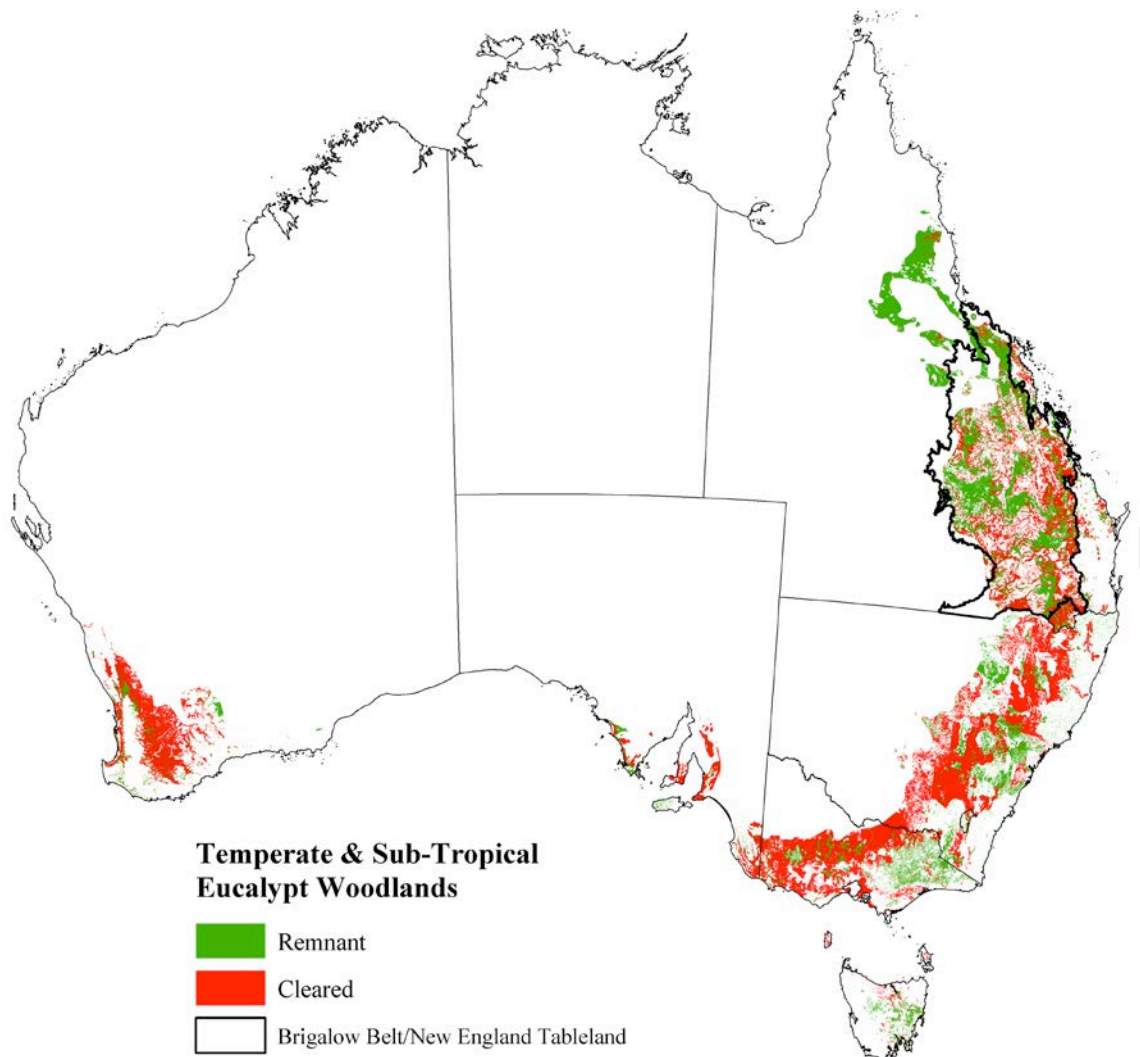 Temperate & Sub-Tropical
Eucalypt Woodlands
Remnant
Cleared
Brigalow Belt/New England Tableland